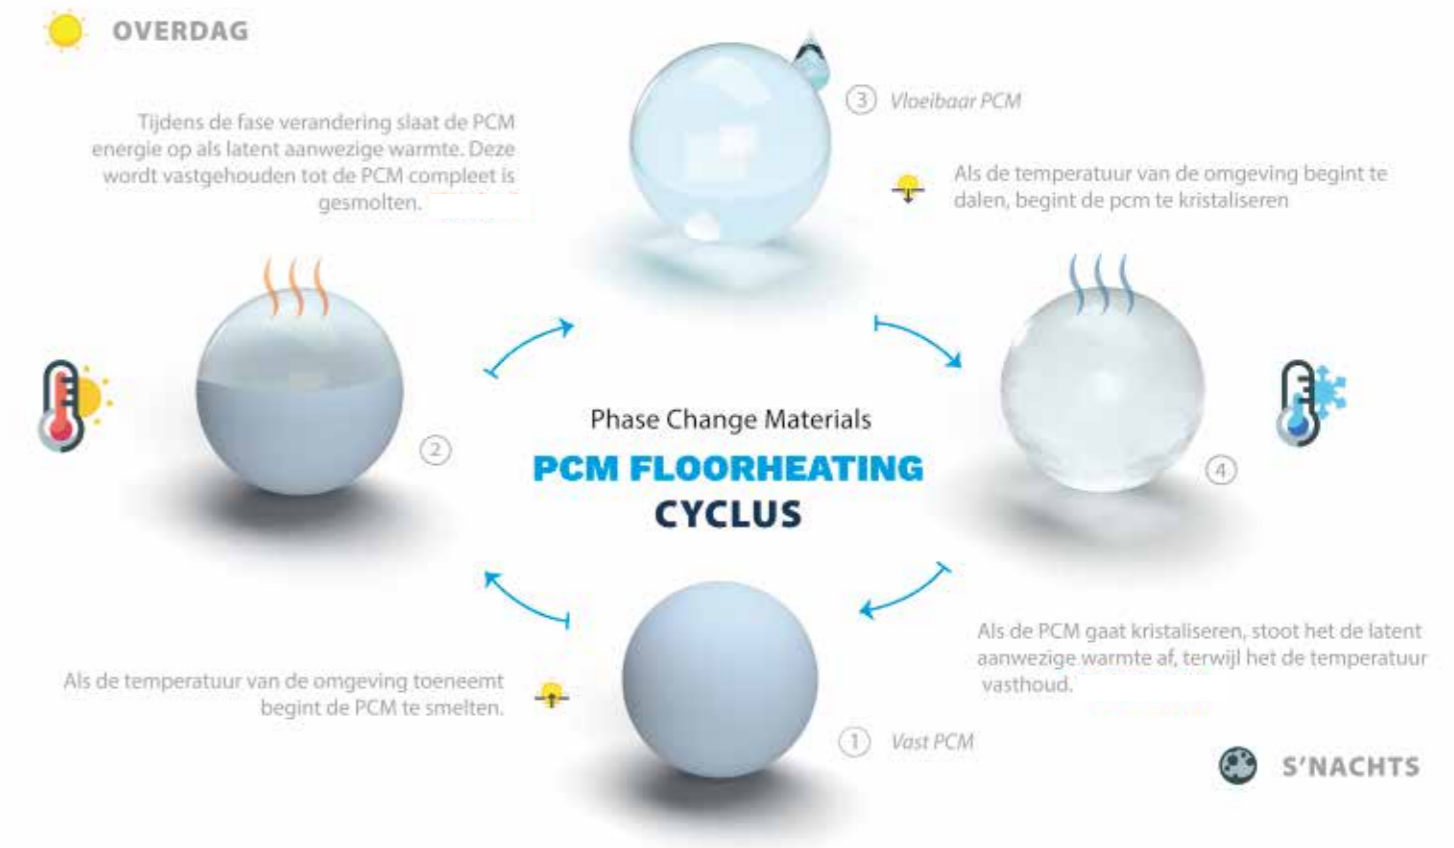 OVERDAG
Tijdens de fase verandering slaat de PCM
energie op als latent aanwezige warmte. Deze
wordt vastgehouden tot de PCM compleet is
gesmolten.
3 Vloeibaar PCM
Als de temperatuur van de omgeving begint te
dalen, begint de pcm te kristaliseren
2
Phase Change Materials
PCM FLOORHEATING
CYCLUS
4
Als de PCM gaat kristaliseren, stoot het de latent
aanwezige warmte af, terwijl het de temperatuur
vasthoud.
Als de temperatuur van de omgeving toeneemt
begint de PCM te smelten.
1 Vast PCM
S'NACHTS